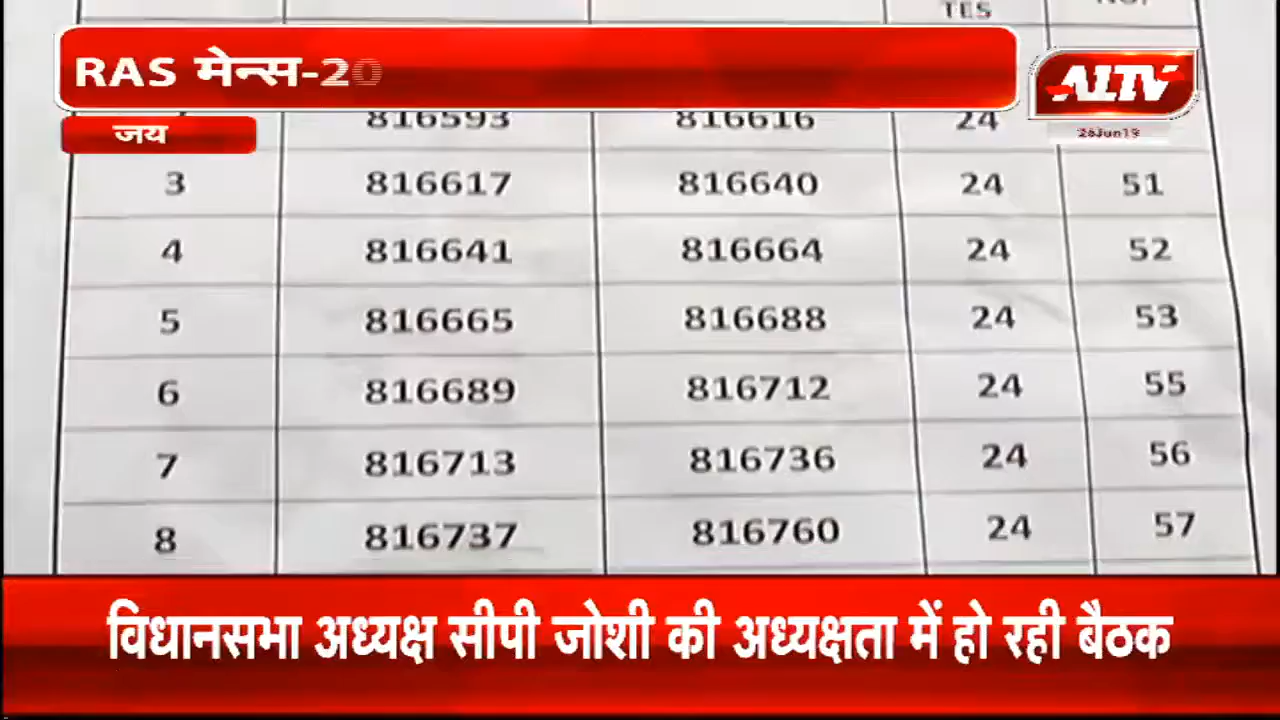 TES
RAS मेन्स-20
ALTV
26Jun19
जय
816593 816616 24
3 816617 816640 24 51
4 816641 816664 24 52
5 816665 816688 24 53
6 816689 816712 24 55
7 816713 816736 24 56
8 816737 816760 24 57
विधानसभा अध्यक्ष सीपी जोशी की अध्यक्षता में हो रही बैठक